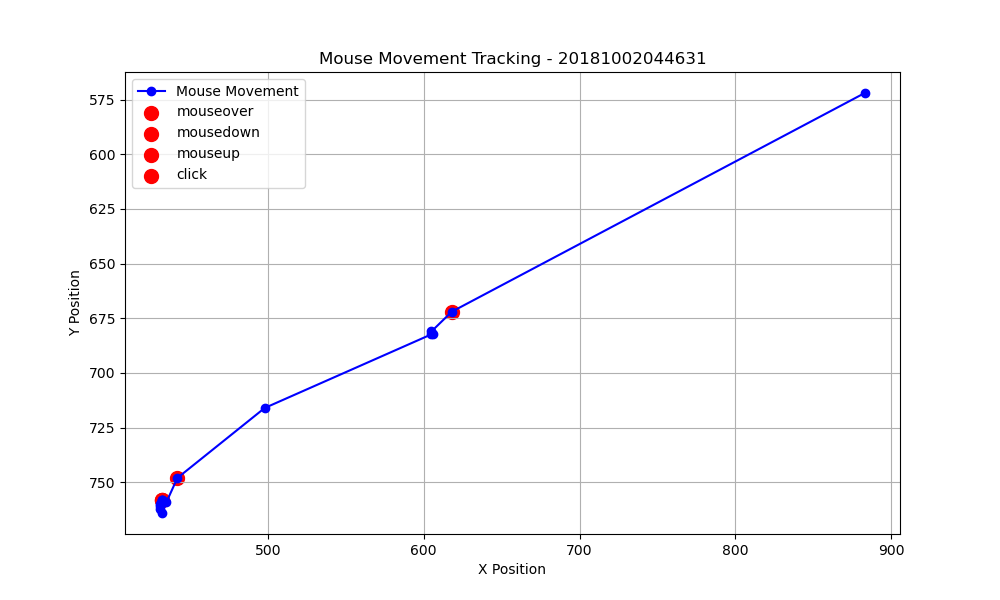 Mouse Movement Tracking - 20181002044631
Mouse Movement
mouseover
mousedown
mouseup
click
575
600
625
650
675
700
725
750
Y Position
500
600
700
800
900
X Position